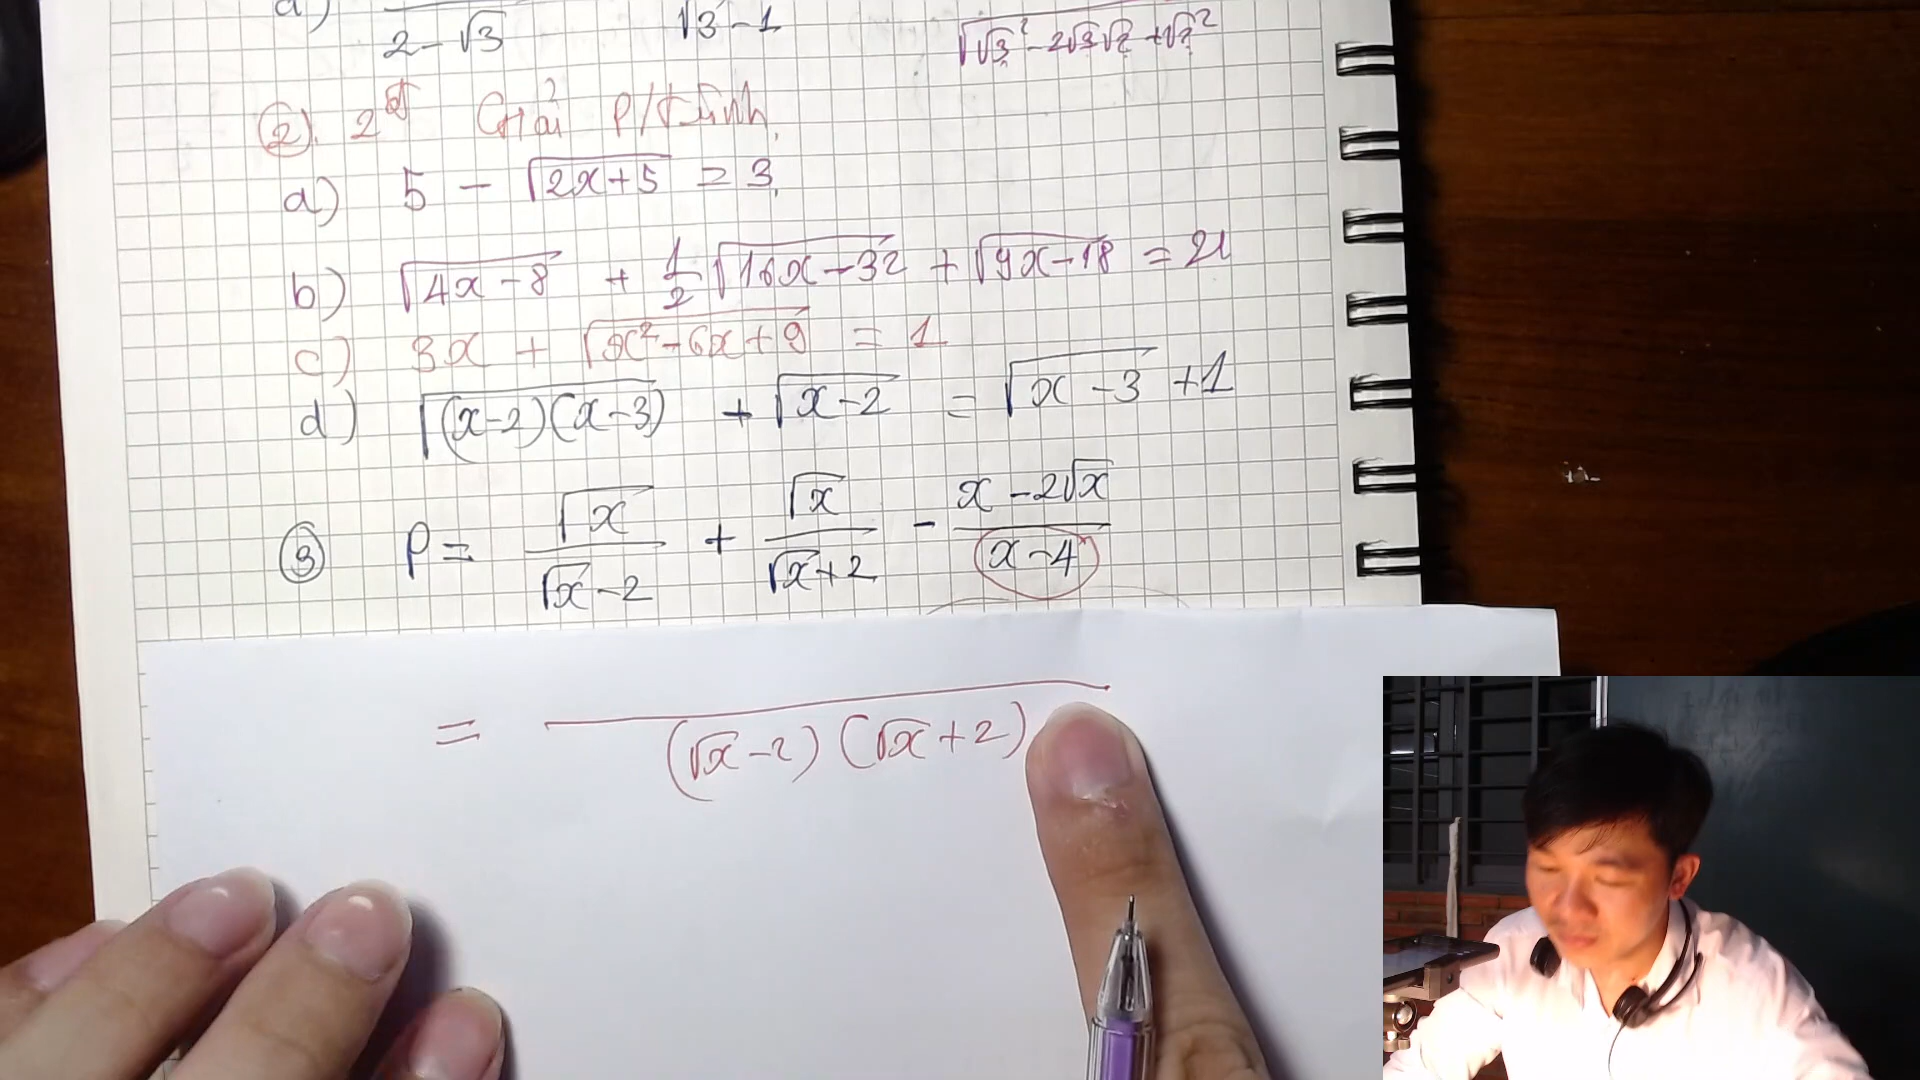 a) 2-√3 √3-1 √(√3² - 2√3√2 + √2²)
②. 2đ Giải p/trình.
a) 5 - √(2x+5) = 3.
b) √(4x-8) + 1/2 √(16x-32) + √(9x-18) = 21
c) 3x + √(9x²-6x+9) = 1
d) √((x-2)(x-3)) + √(x-2) = √(x-3) + 1
③ P = √x/(√x-2) + √x/(√x+2) - (x-2√x)/(x-4)
= (√x-2)(√x+2)